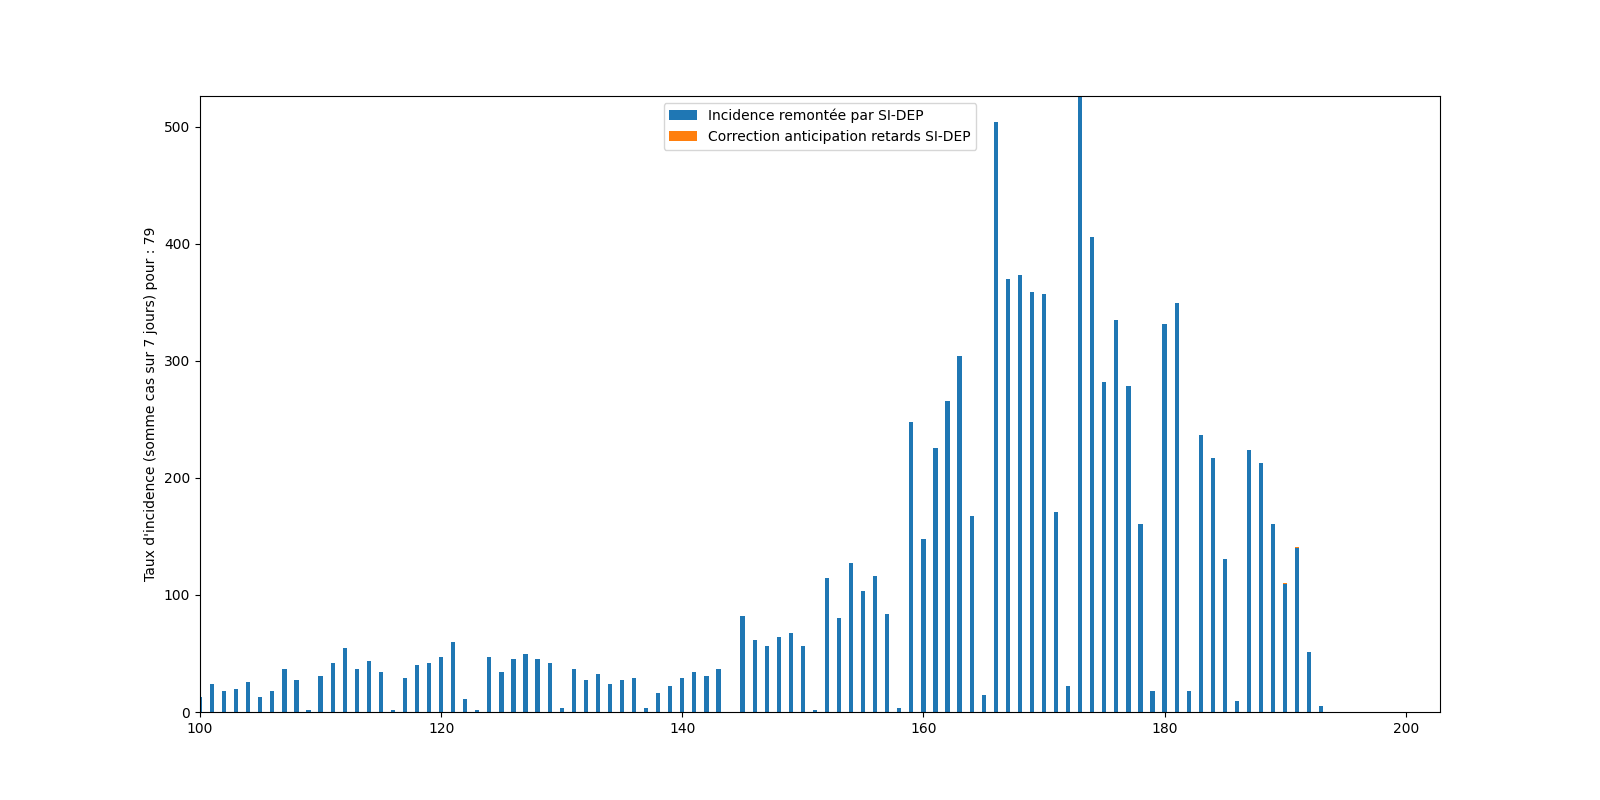 Incidence remontée par SI-DEP
Correction anticipation retards SI-DEP
Taux d'incidence (somme cas sur 7 jours) pour : 79
500
400
300
200
100
0
100 120 140 160 180 200